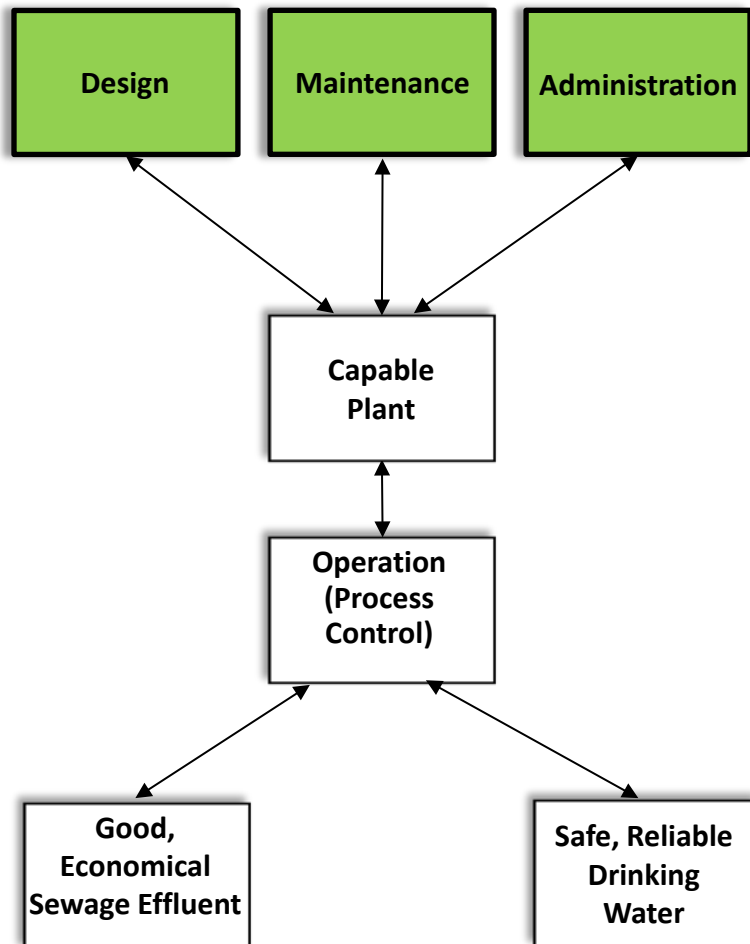 Design
Maintenance
Administration
Capable
Plant
Operation
(Process
Control)
Good,
Economical
Sewage Effluent
Safe, Reliable
Drinking
Water